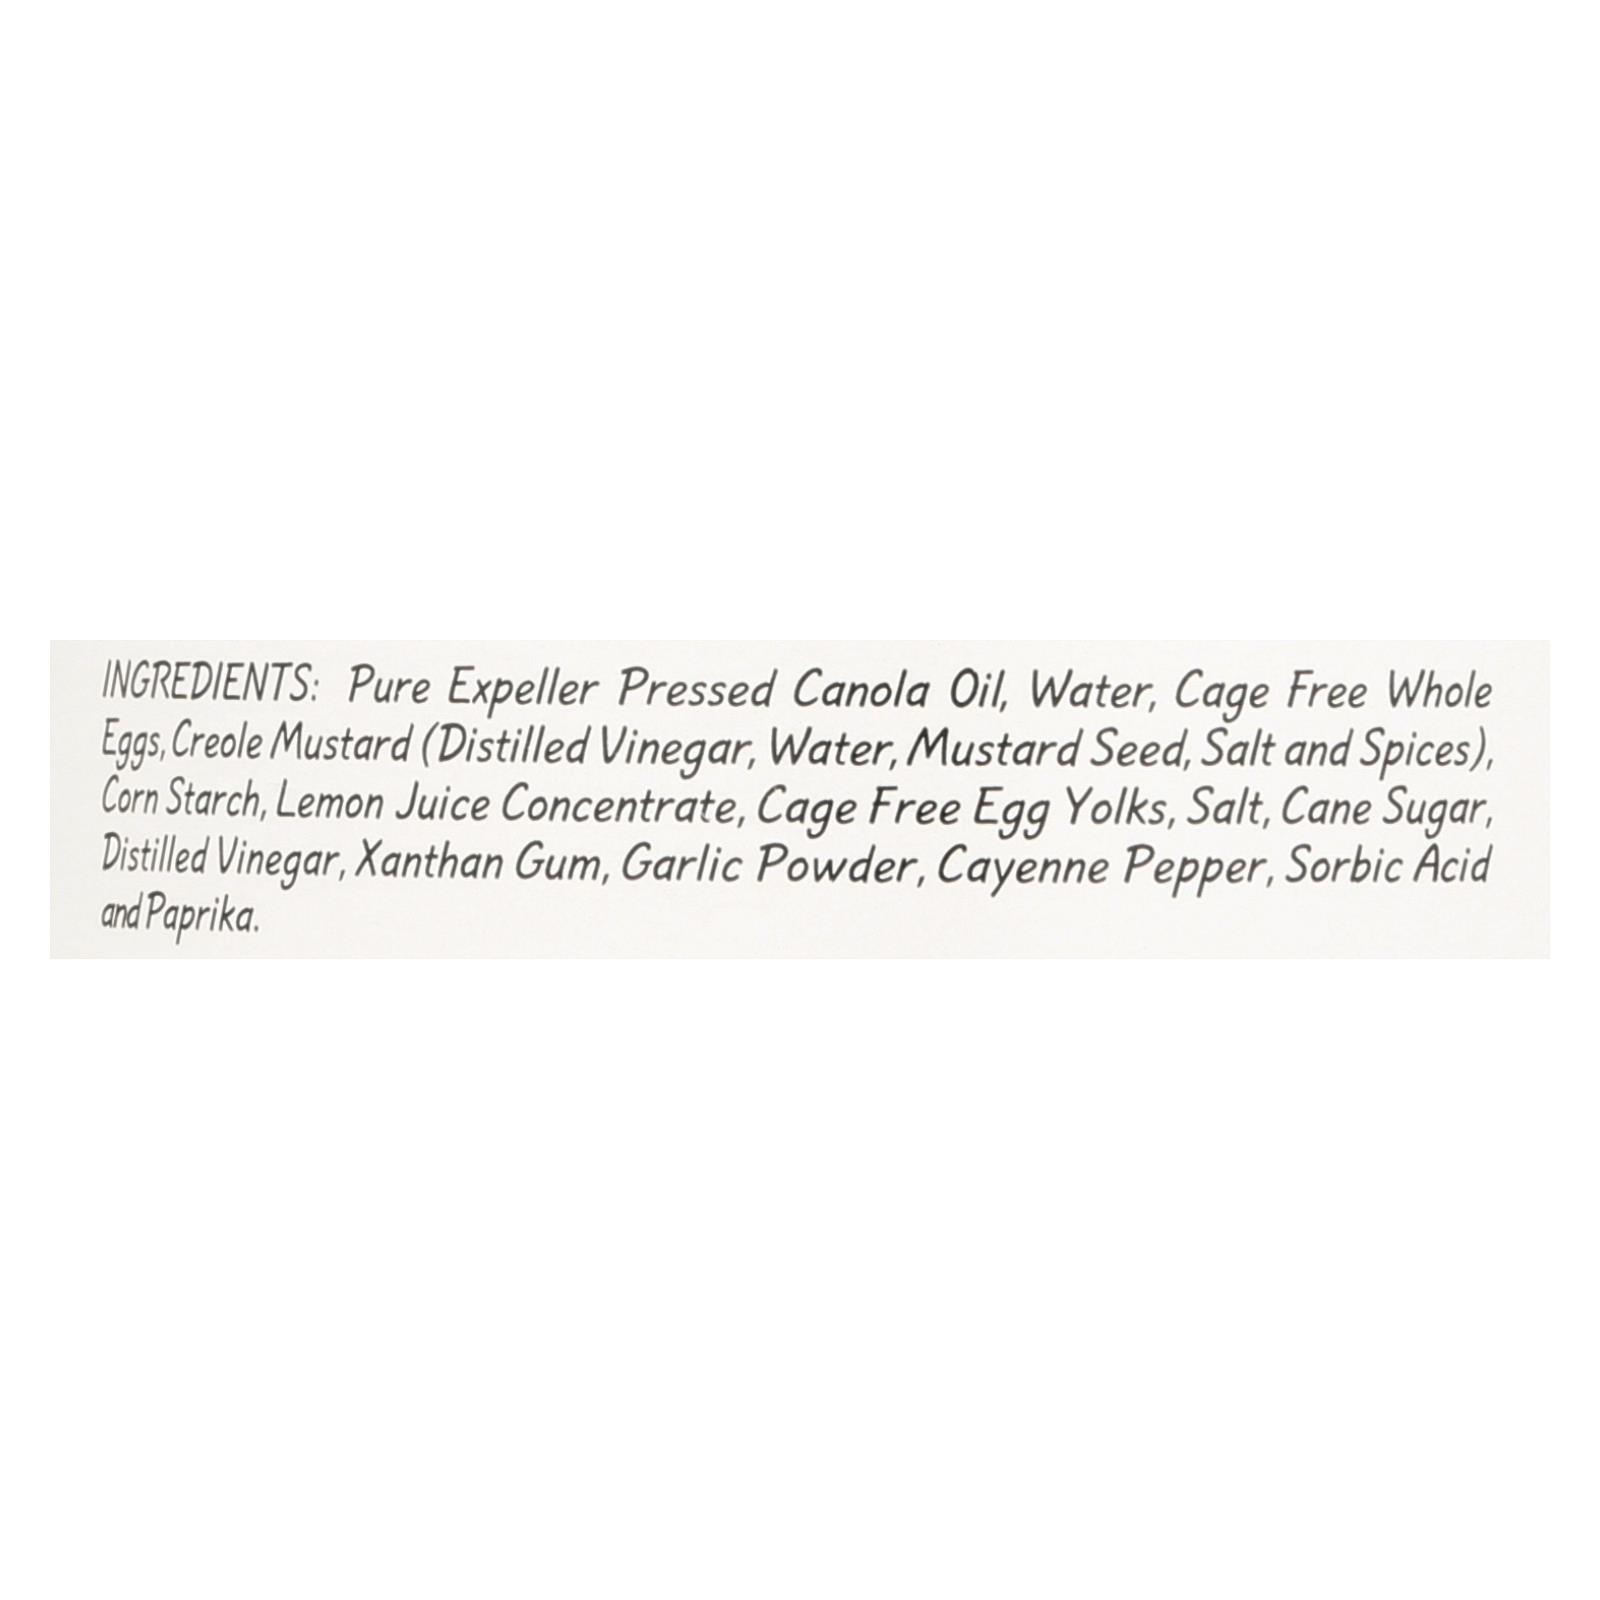 INGREDIENTS: Pure Expeller Pressed Canola Oil, Water, Cage Free Whole
Eggs, Creole Mustard (Distilled Vinegar, Water, Mustard Seed, Salt and Spices),
Corn Starch, Lemon Juice Concentrate, Cage Free Egg Yolks, Salt, Cane Sugar,
Distilled Vinegar, Xanthan Gum, Garlic Powder, Cayenne Pepper, Sorbic Acid
and Paprika.